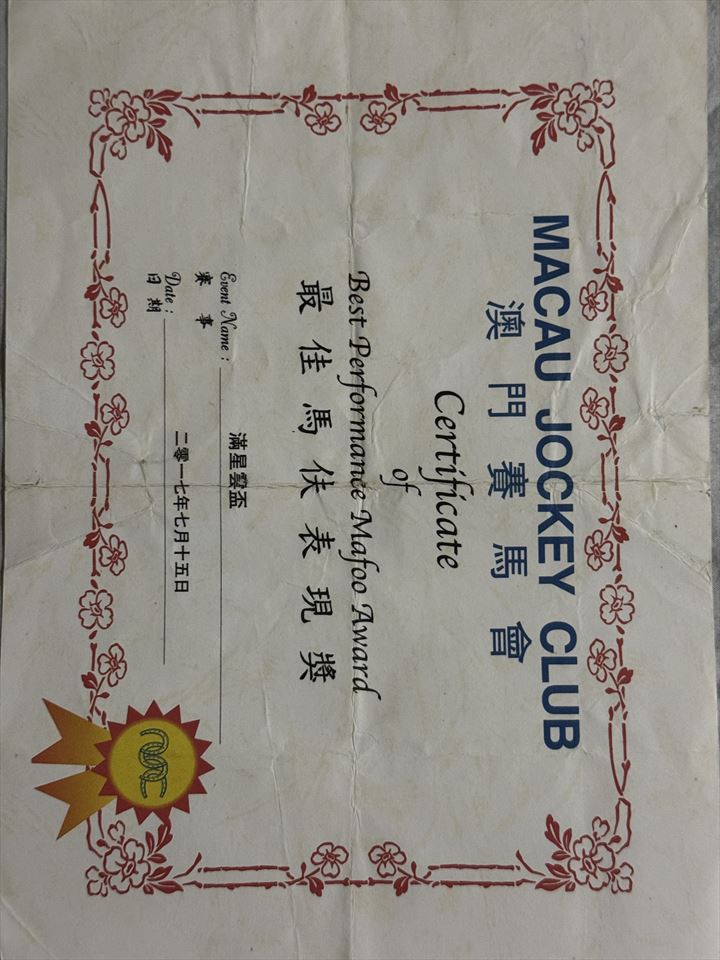 MACAU JOCKEY CLUB
澳門賽馬會
Certificate
of
Best Performance Mafoo Award
最佳馬伕表現獎
Event Name : 滿星雲盃
賽事
Date : 二零一七年七月十五日
日期